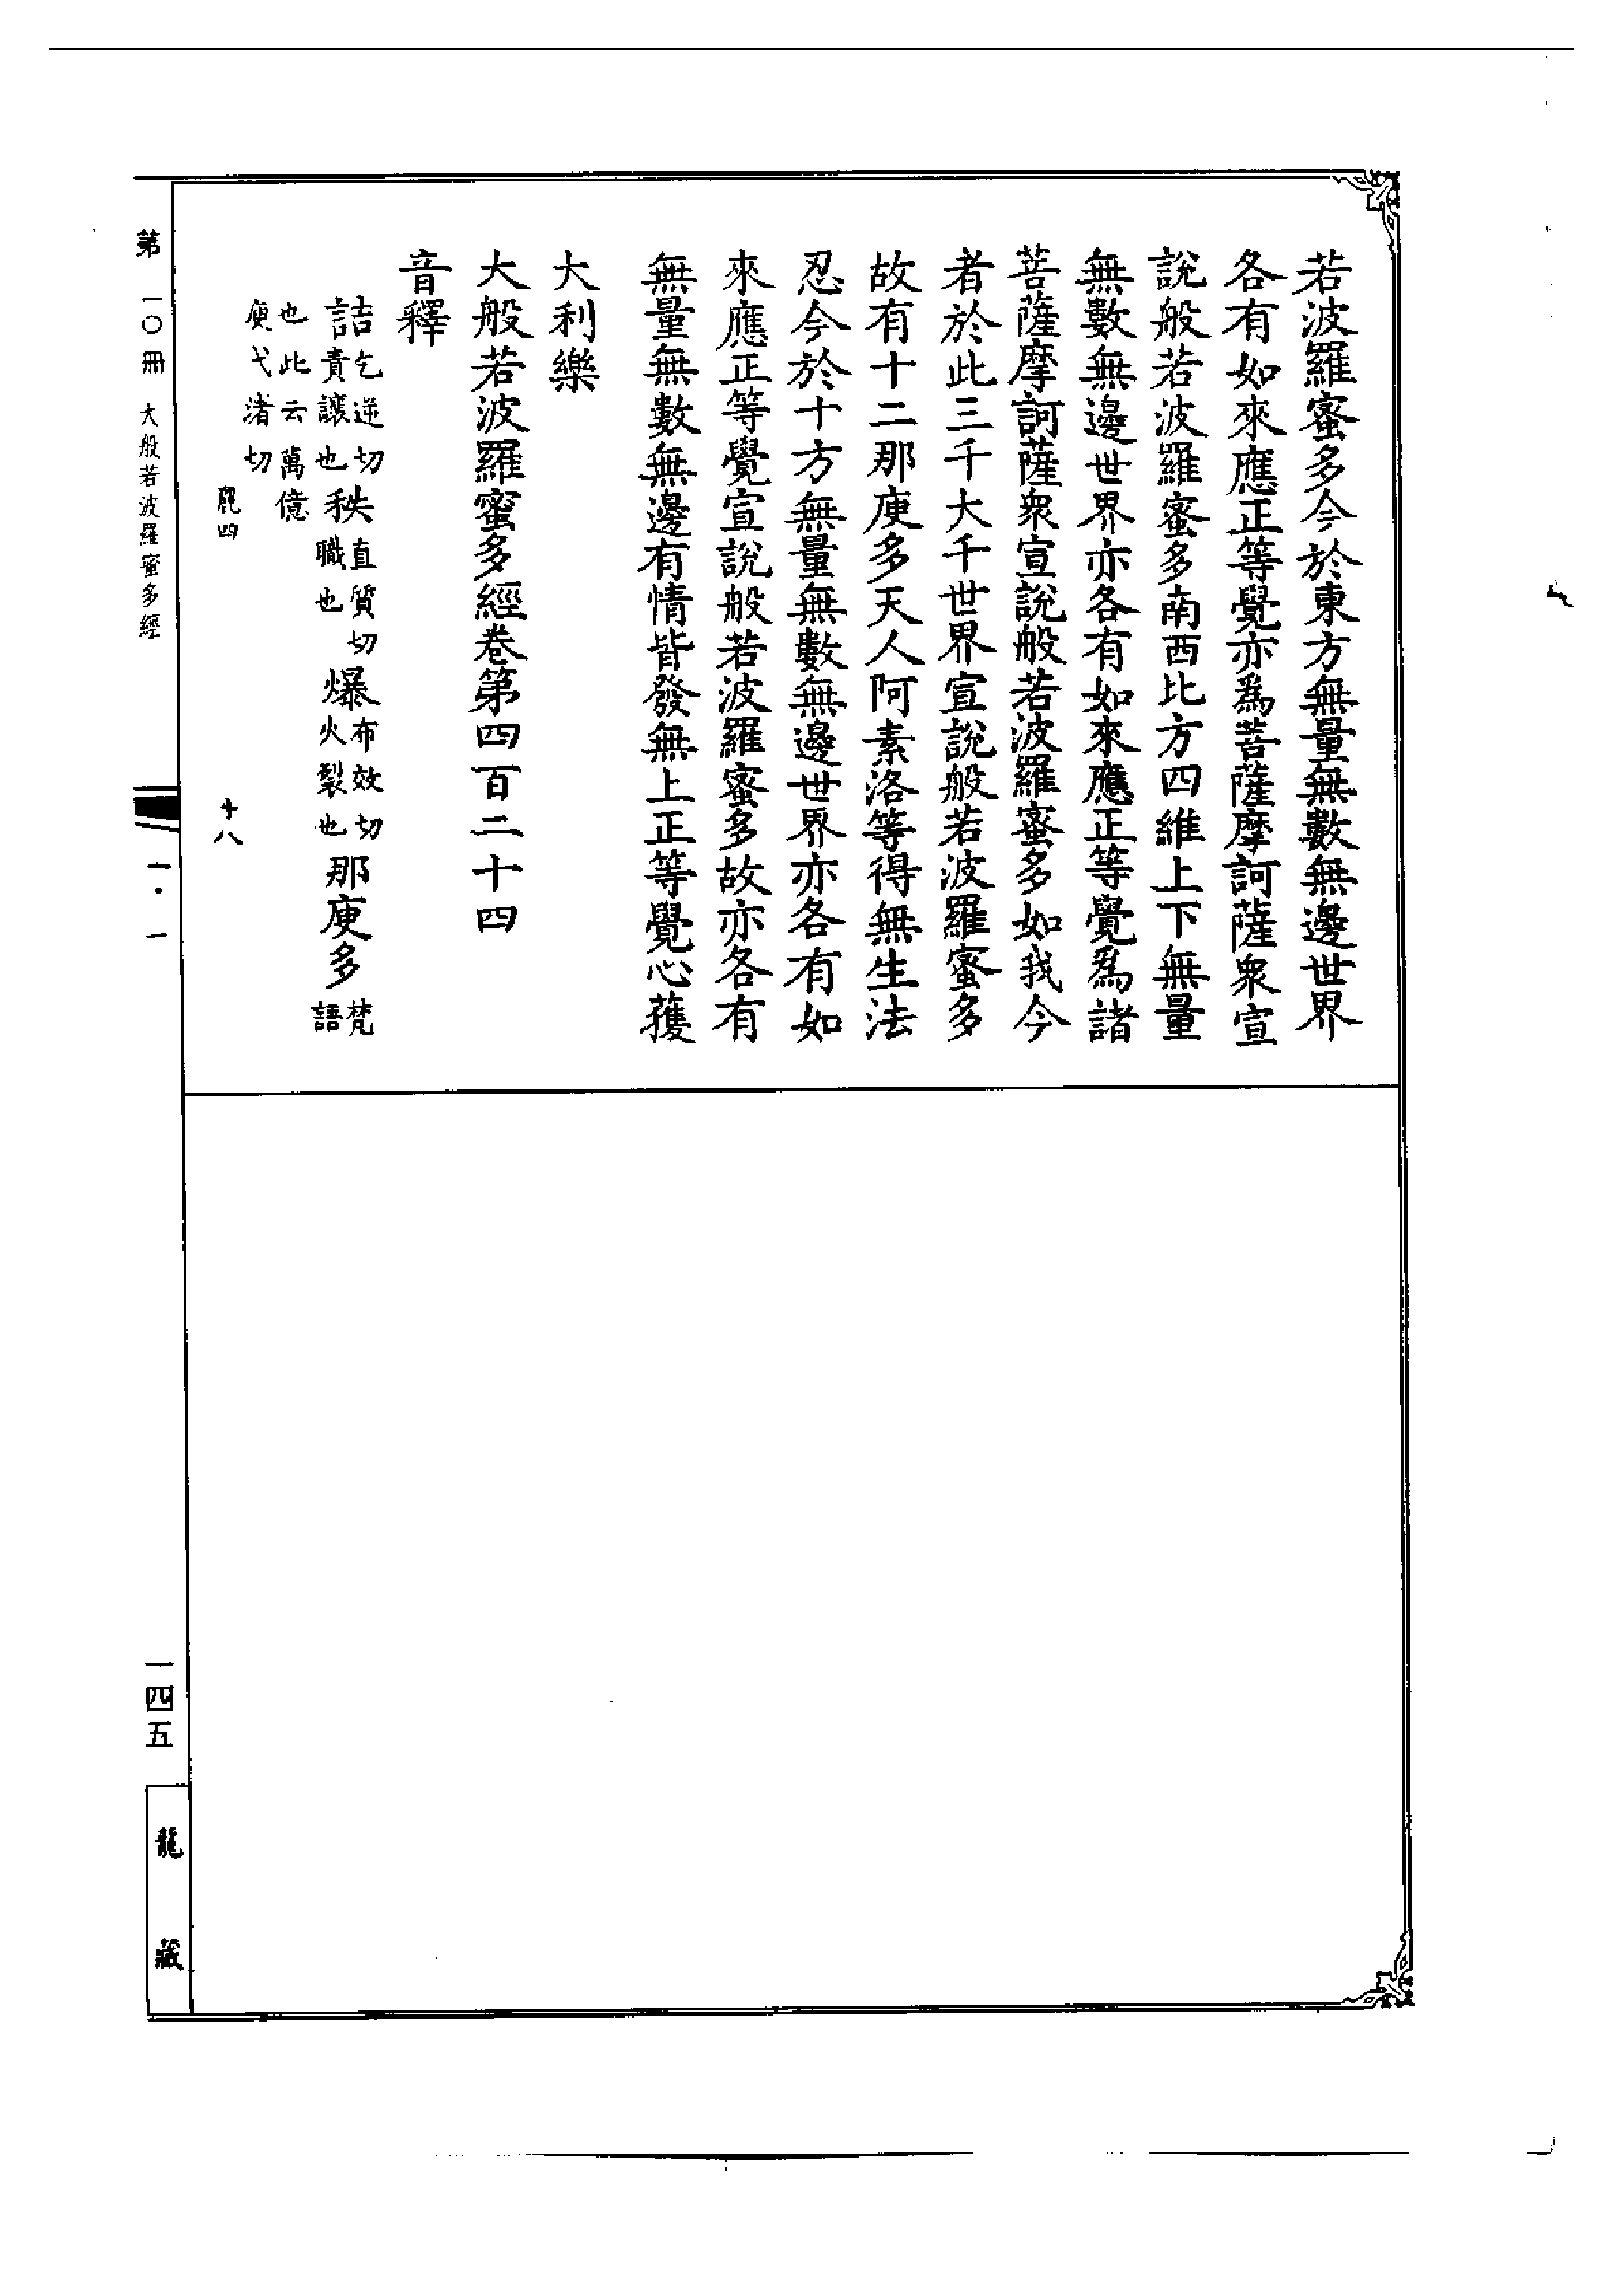 若波羅蜜多今於東方無量無數無邊世界
各有如來應正等覺亦為菩薩摩訶薩衆宣
說般若波羅蜜多南西比方四維上下無量
無數無邊世界亦各有如來應正等覺為諸
菩薩摩訶薩衆宣說般若波羅蜜多如我今
者於此三千大千世界宣說般若波羅蜜多
故有十二那庾多天人阿素洛等得無生法
忍今於十方無量無數無邊世界亦各有如
來應正等覺宣說般若波羅蜜多故亦各有
無量無數無邊有情皆發無上正等覺心獲
大利樂
大般若波羅蜜多經卷第四百二十四
音釋
詰乞逆切責讓也秩直質切職也爆布效切火裂也那庾多梵語
也此云萬億
庾弋渚切
四
十八
第一〇冊 大般若波羅蜜多經
一·一
一四五
龍藏